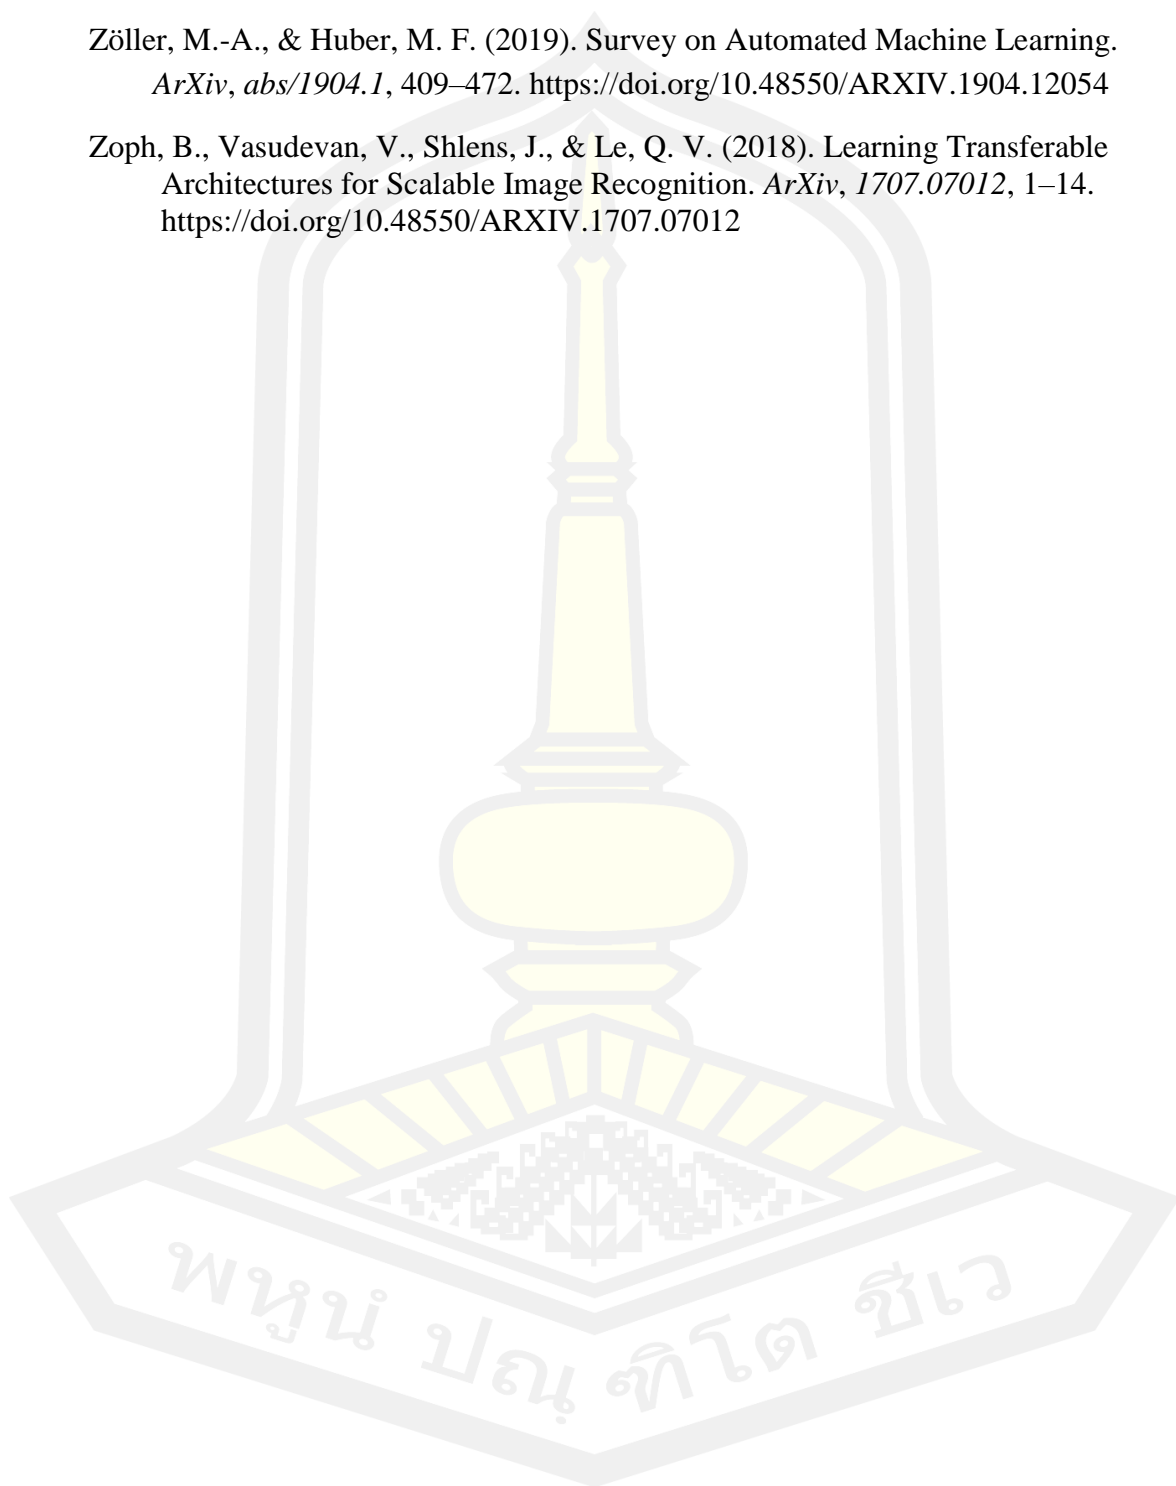 Zöller, M.-A., & Huber, M. F. (2019). Survey on Automated Machine Learning.
ArXiv, abs/1904.1, 409–472. https://doi.org/10.48550/ARXIV.1904.12054
Zoph, B., Vasudevan, V., Shlens, J., & Le, Q. V. (2018). Learning Transferable
Architectures for Scalable Image Recognition. ArXiv, 1707.07012, 1–14.
https://doi.org/10.48550/ARXIV.1707.07012
พหูนํ ปณฺฑิโต ชีเว